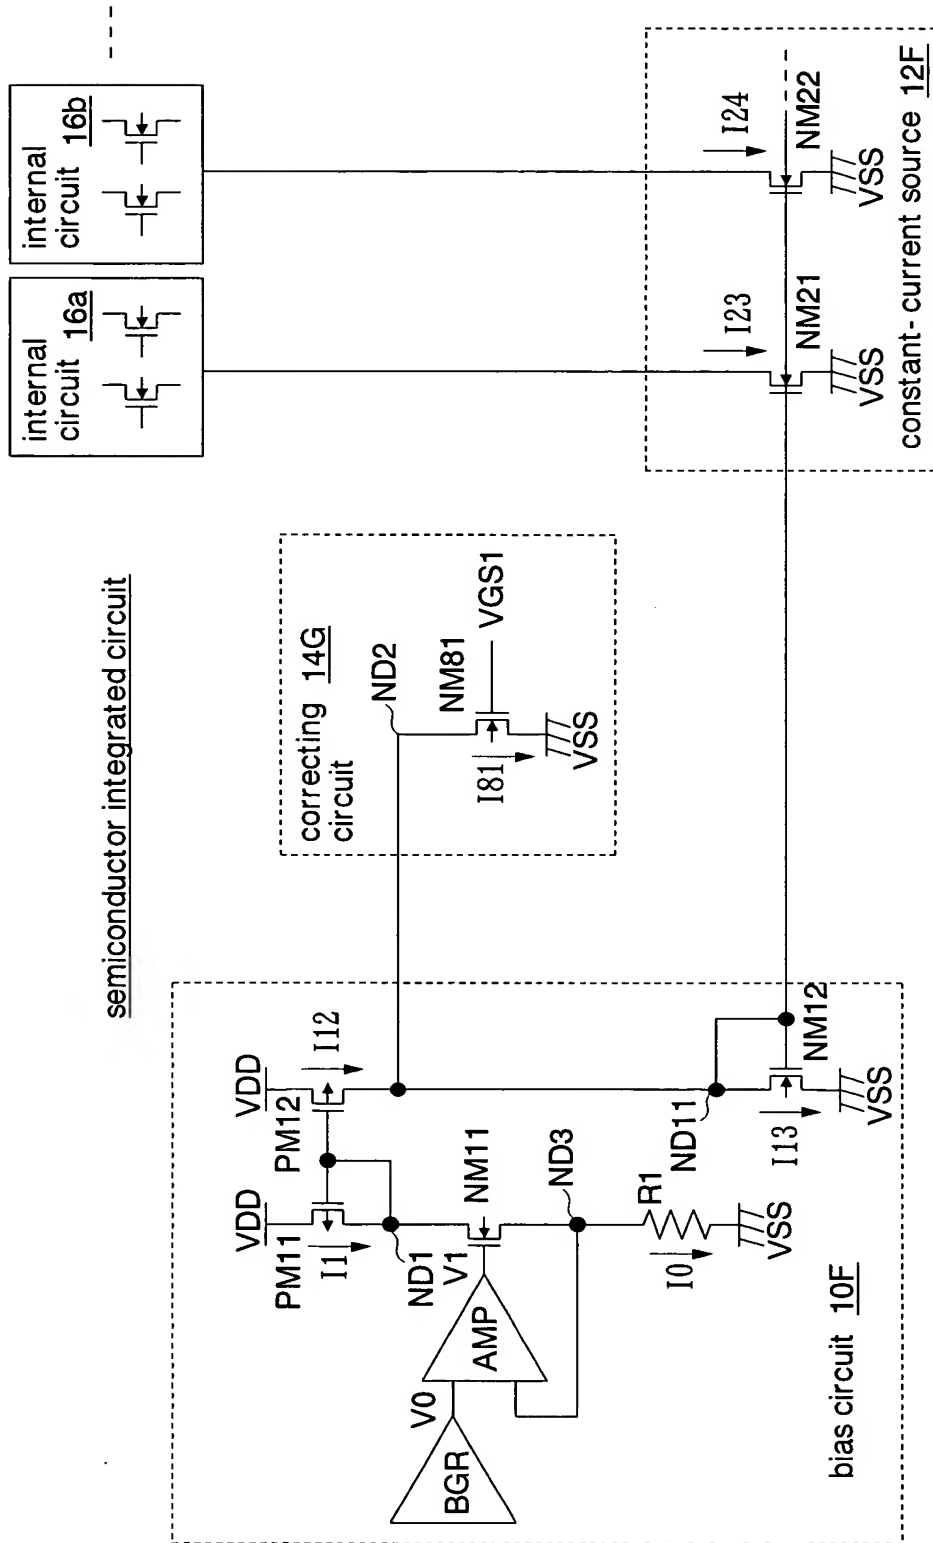 semiconductor integrated circuit
VDD
VDD
PM11
PM12
I1
I12
ND1
V1
NM11
BGR
V0
AMP
ND3
R1
I0
VSS
ND11
I13
NM12
VSS
bias circuit 10F
correcting 14G
circuit
ND2
NM81
VGS1
I81
VSS
internal
circuit 16a
internal
circuit 16b
I23
NM21
VSS
I24
NM22
VSS
constant- current source 12F